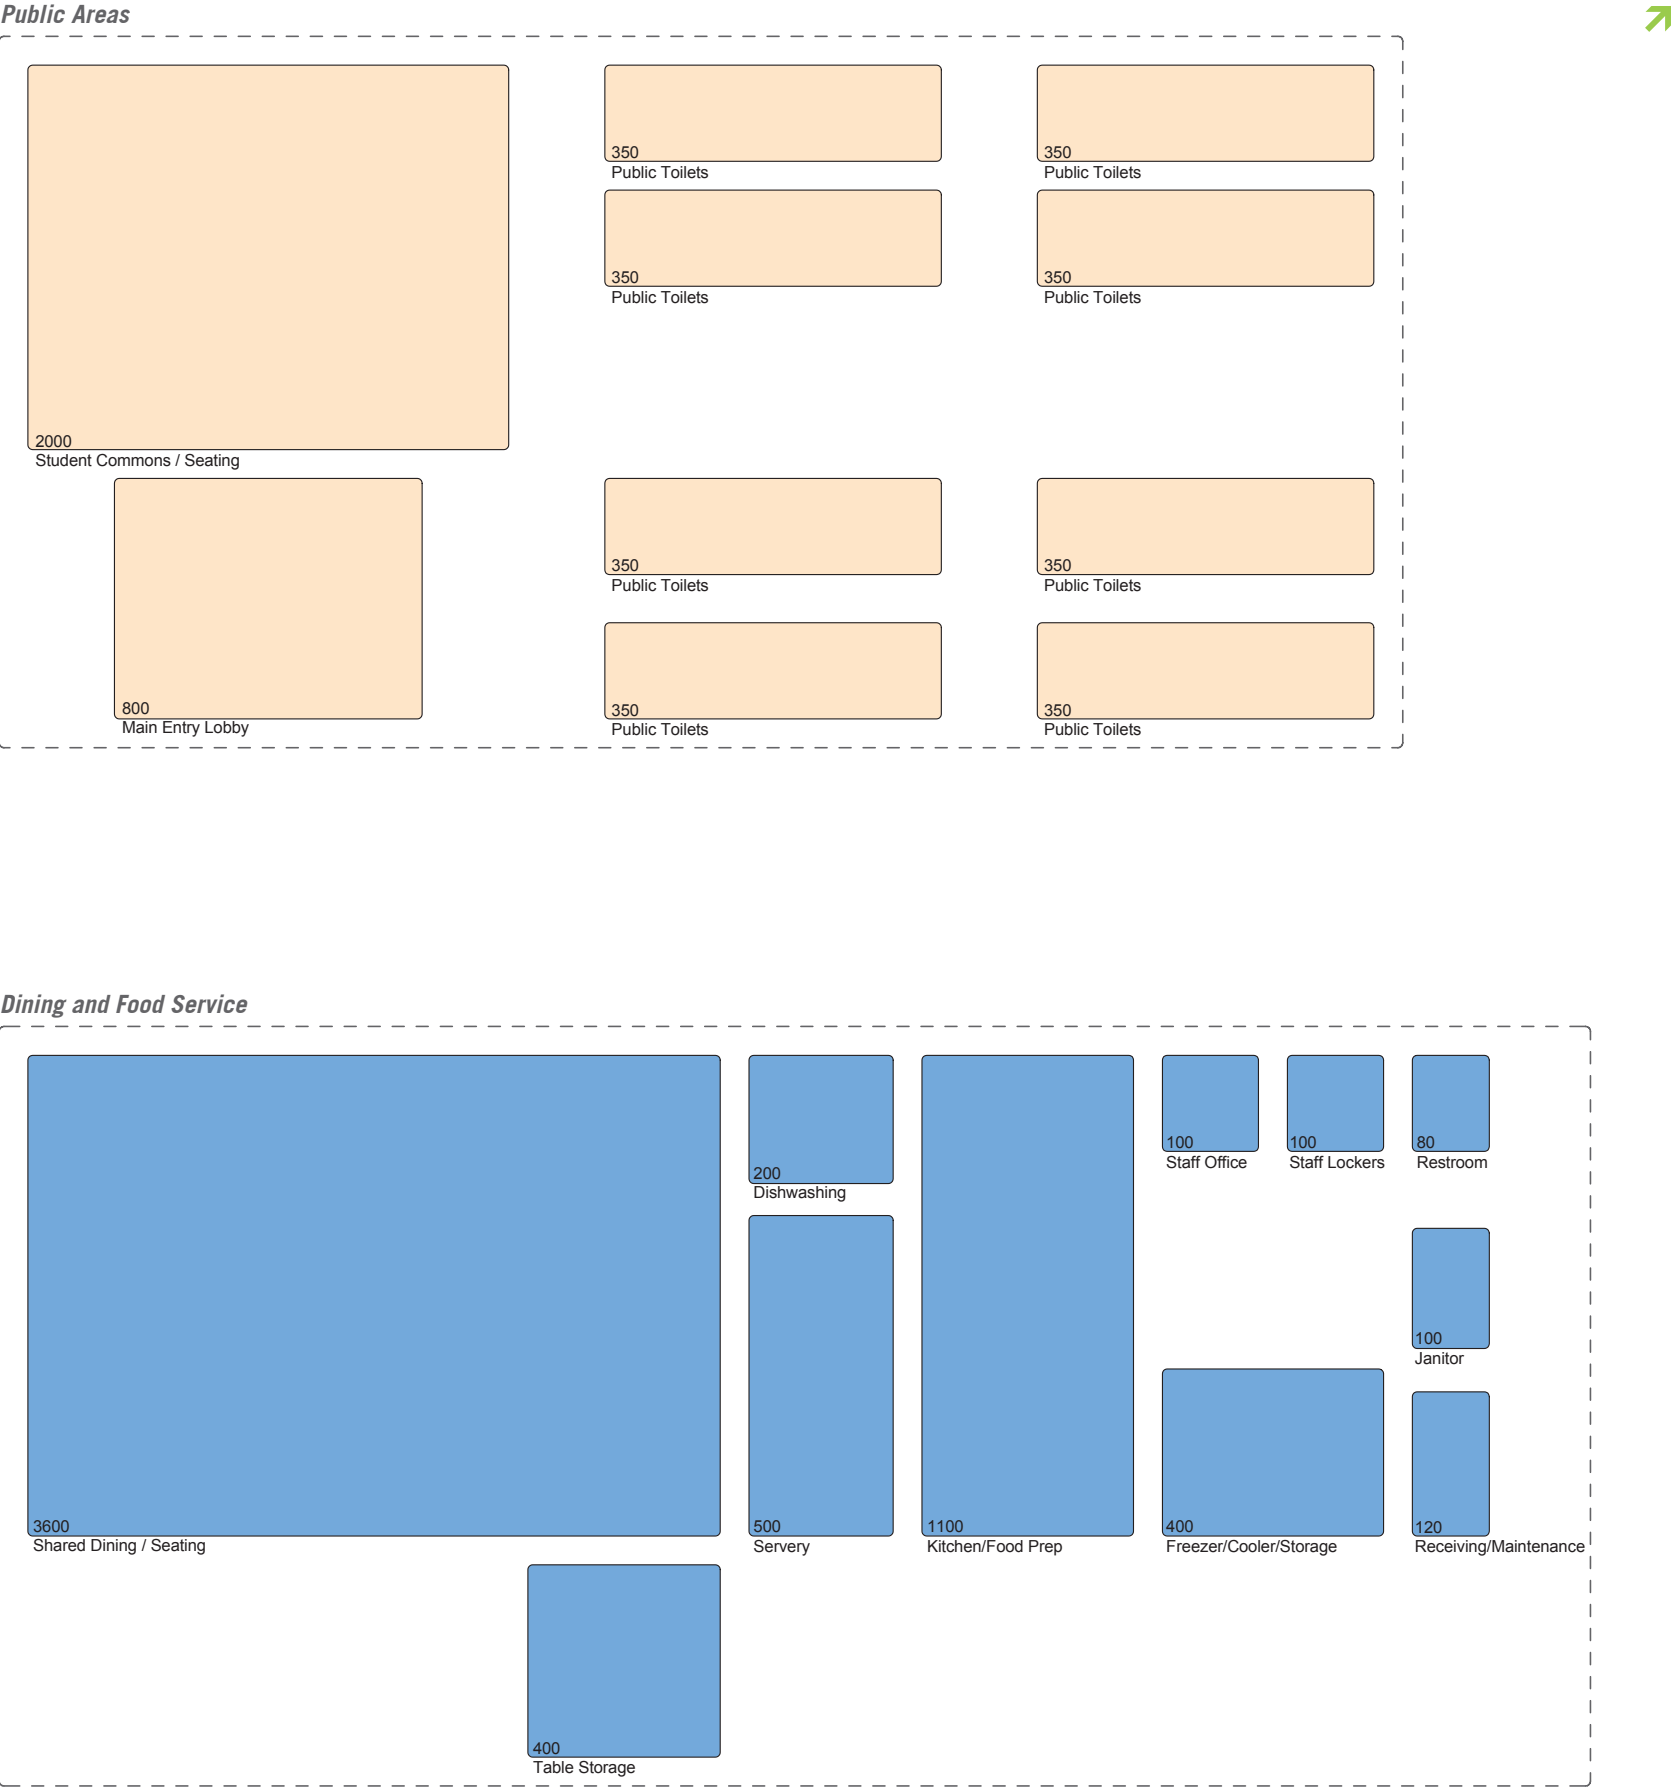 Public Areas
350
Public Toilets
350
Public Toilets
350
Public Toilets
350
Public Toilets
2000
Student Commons / Seating
350
Public Toilets
350
Public Toilets
800
Main Entry Lobby
350
Public Toilets
350
Public Toilets
Dining and Food Service
100
Staff Office
100
Staff Lockers
80
Restroom
200
Dishwashing
100
Janitor
3600
Shared Dining / Seating
500
Servery
1100
Kitchen/Food Prep
400
Freezer/Cooler/Storage
120
Receiving/Maintenance
400
Table Storage